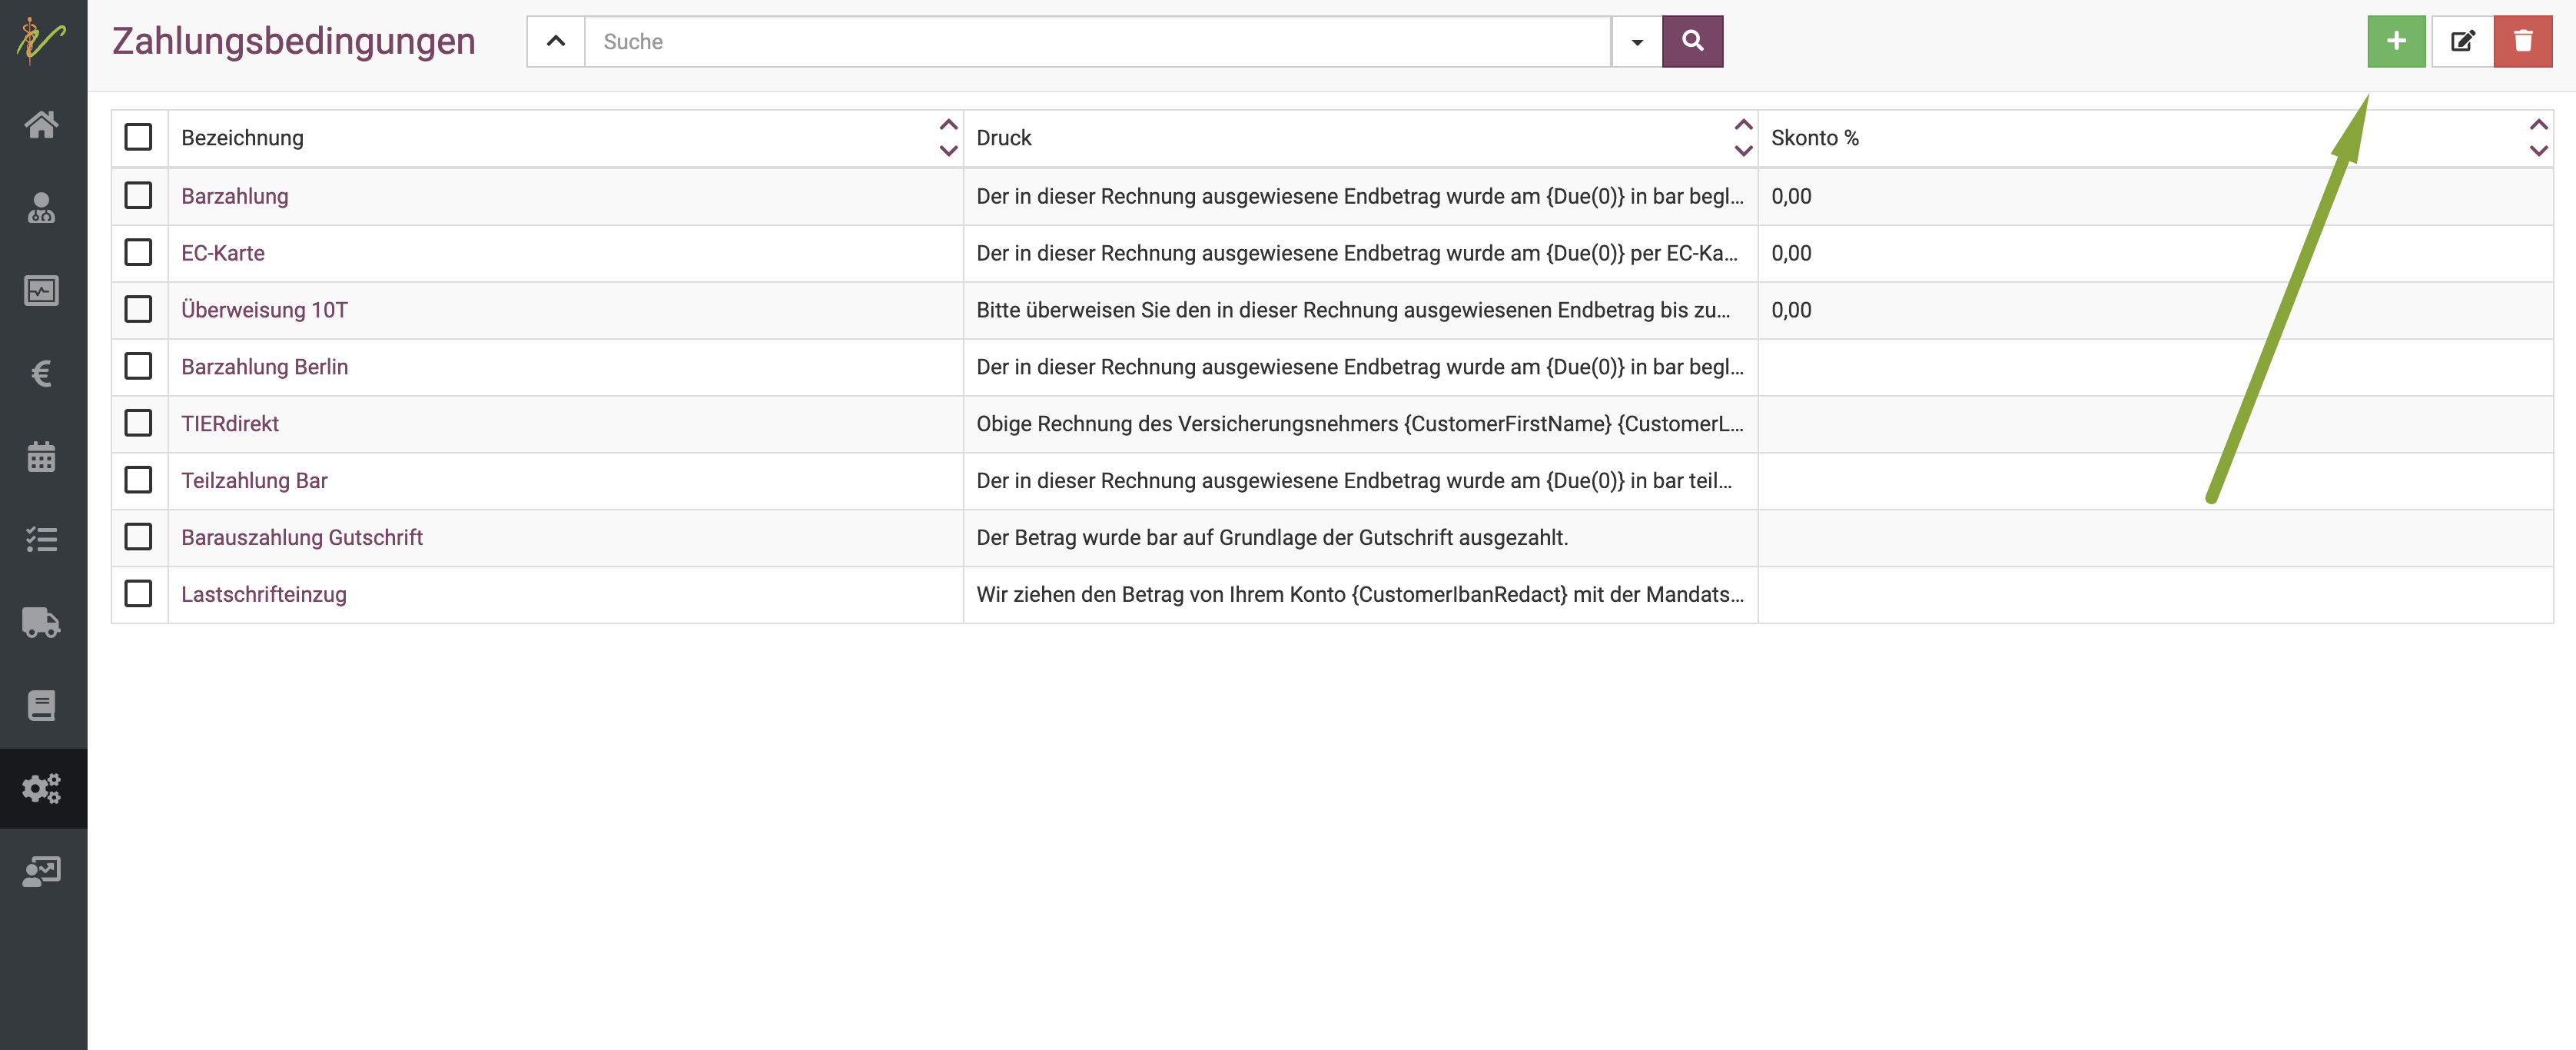 Zahlungsbedingungen
Suche
Bezeichnung Druck Skonto %
Barzahlung Der in dieser Rechnung ausgewiesene Endbetrag wurde am {Due(0)} in bar begl... 0,00
EC-Karte Der in dieser Rechnung ausgewiesene Endbetrag wurde am {Due(0)} per EC-Ka... 0,00
Überweisung 10T Bitte überweisen Sie den in dieser Rechnung ausgewiesenen Endbetrag bis zu... 0,00
Barzahlung Berlin Der in dieser Rechnung ausgewiesene Endbetrag wurde am {Due(0)} in bar begl...
TIERdirekt Obige Rechnung des Versicherungsnehmers {CustomerFirstName} {CustomerL...
Teilzahlung Bar Der in dieser Rechnung ausgewiesene Endbetrag wurde am {Due(0)} in bar teil...
Barauszahlung Gutschrift Der Betrag wurde bar auf Grundlage der Gutschrift ausgezahlt.
Lastschrifteinzug Wir ziehen den Betrag von Ihrem Konto {CustomerIbanRedact} mit der Mandats...